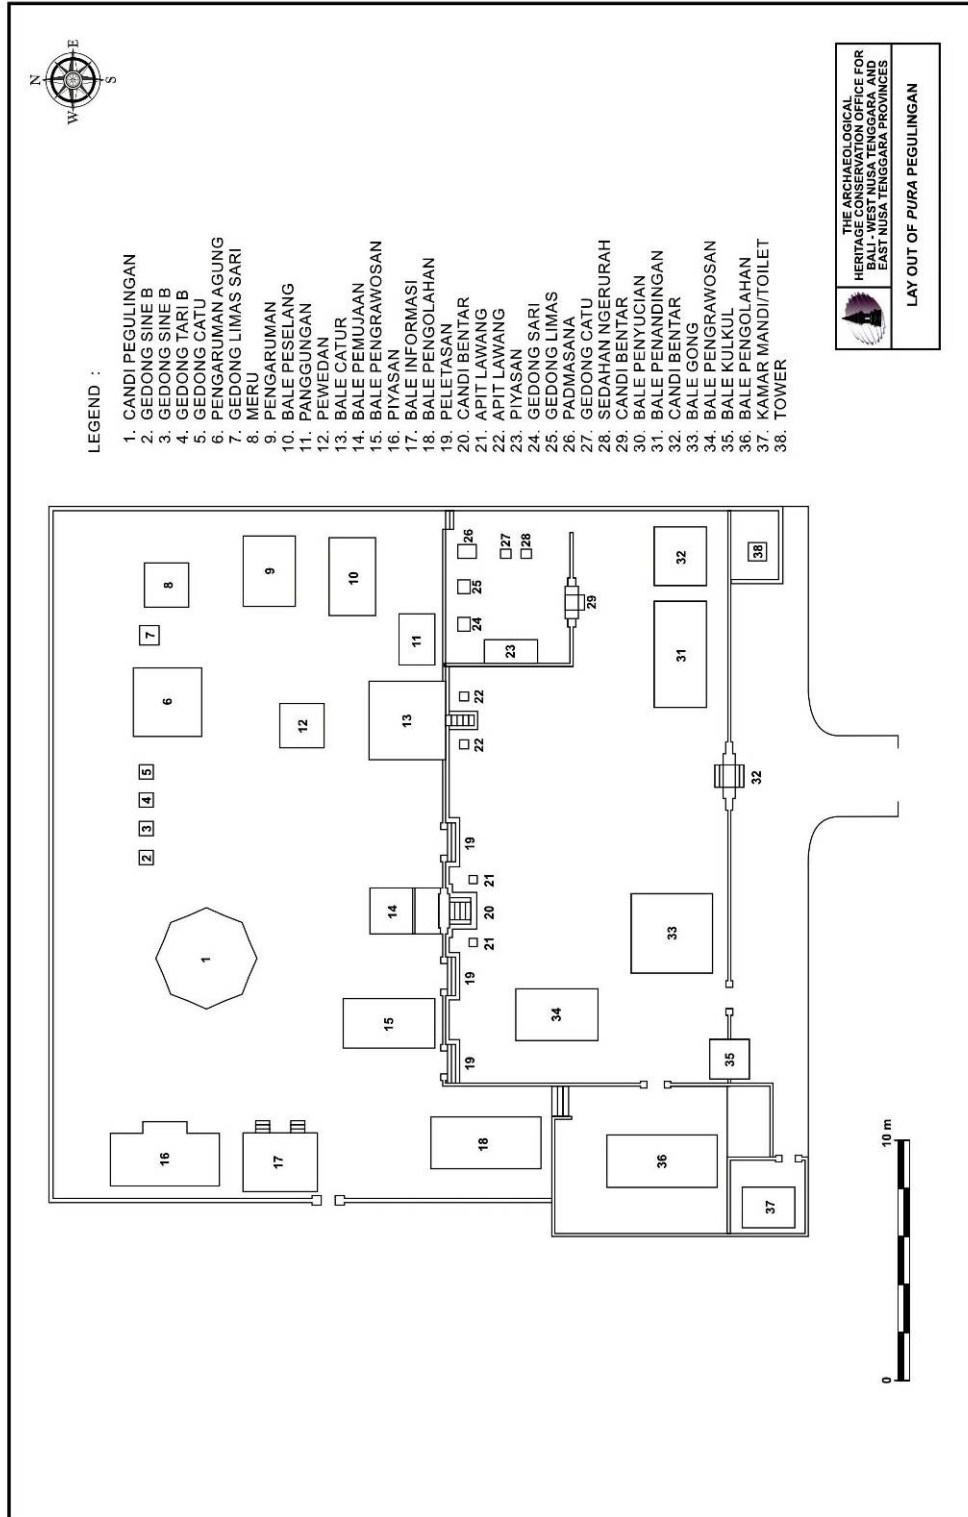 N
E
W
S
LEGEND :
1. CANDI PEGULINGAN
2. GEDONG SINE B
3. GEDONG SINE B
4. GEDONG TARI B
5. GEDONG CATU
6. PENGARUMAN AGUNG
7. GEDONG LIMAS SARI
8. MERU
9. PENGARUMAN
10. BALE PESELANG
11. PANGGUNGAN
12. PEWEDAN
13. BALE CATUR
14. BALE PEMUJAAN
15. BALE PENGRAWOSAN
16. PIYASAN
17. BALE INFORMASI
18. BALE PENGOLAHAN
19. PELETASAN
20. CANDI BENTAR
21. APIT LAWANG
22. APIT LAWANG
23. PIYASAN
24. GEDONG SARI
25. GEDONG LIMAS
26. PADMASANA
27. GEDONG CATU
28. SEDAHAN NGERURAH
29. CANDI BENTAR
30. BALE PENYUCIAN
31. BALE PENANDINGAN
32. CANDI BENTAR
33. BALE GONG
34. BALE PENGRAWOSAN
35. BALE KULKUL
36. BALE PENGOLAHAN
37. KAMAR MANDI/TOILET
38. TOWER
2
3
4
5
6
7
8
16
1
17
12
9
10
15
14
13
11
18
19
19
21
20
21
19
22
22
24
25
26
23
27
28
34
29
36
33
31
32
35
32
37
38
0
10 m
THE ARCHAEOLOGICAL
HERITAGE CONSERVATION OFFICE FOR
BALI - WEST NUSA TENGGARA AND
EAST NUSA TENGGARA PROVINCES
LAY OUT OF PURA PEGULINGAN